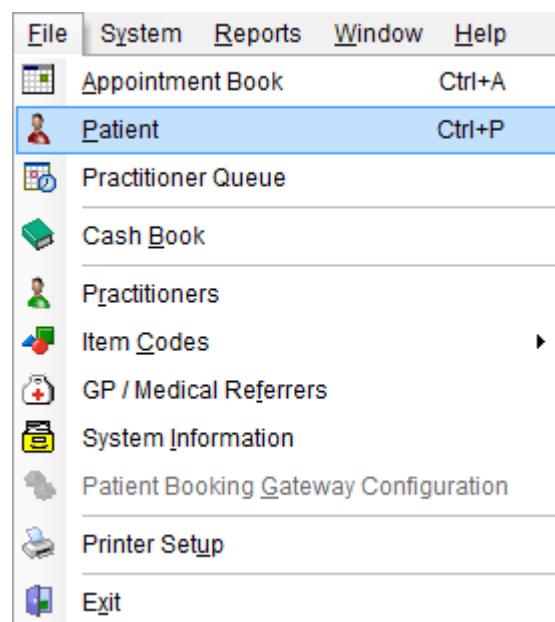 File System Reports Window Help
Appointment Book Ctrl+A
Patient Ctrl+P
Practitioner Queue
Cash Book
Practitioners
Item Codes
GP / Medical Referrers
System Information
Patient Booking Gateway Configuration
Printer Setup
Exit